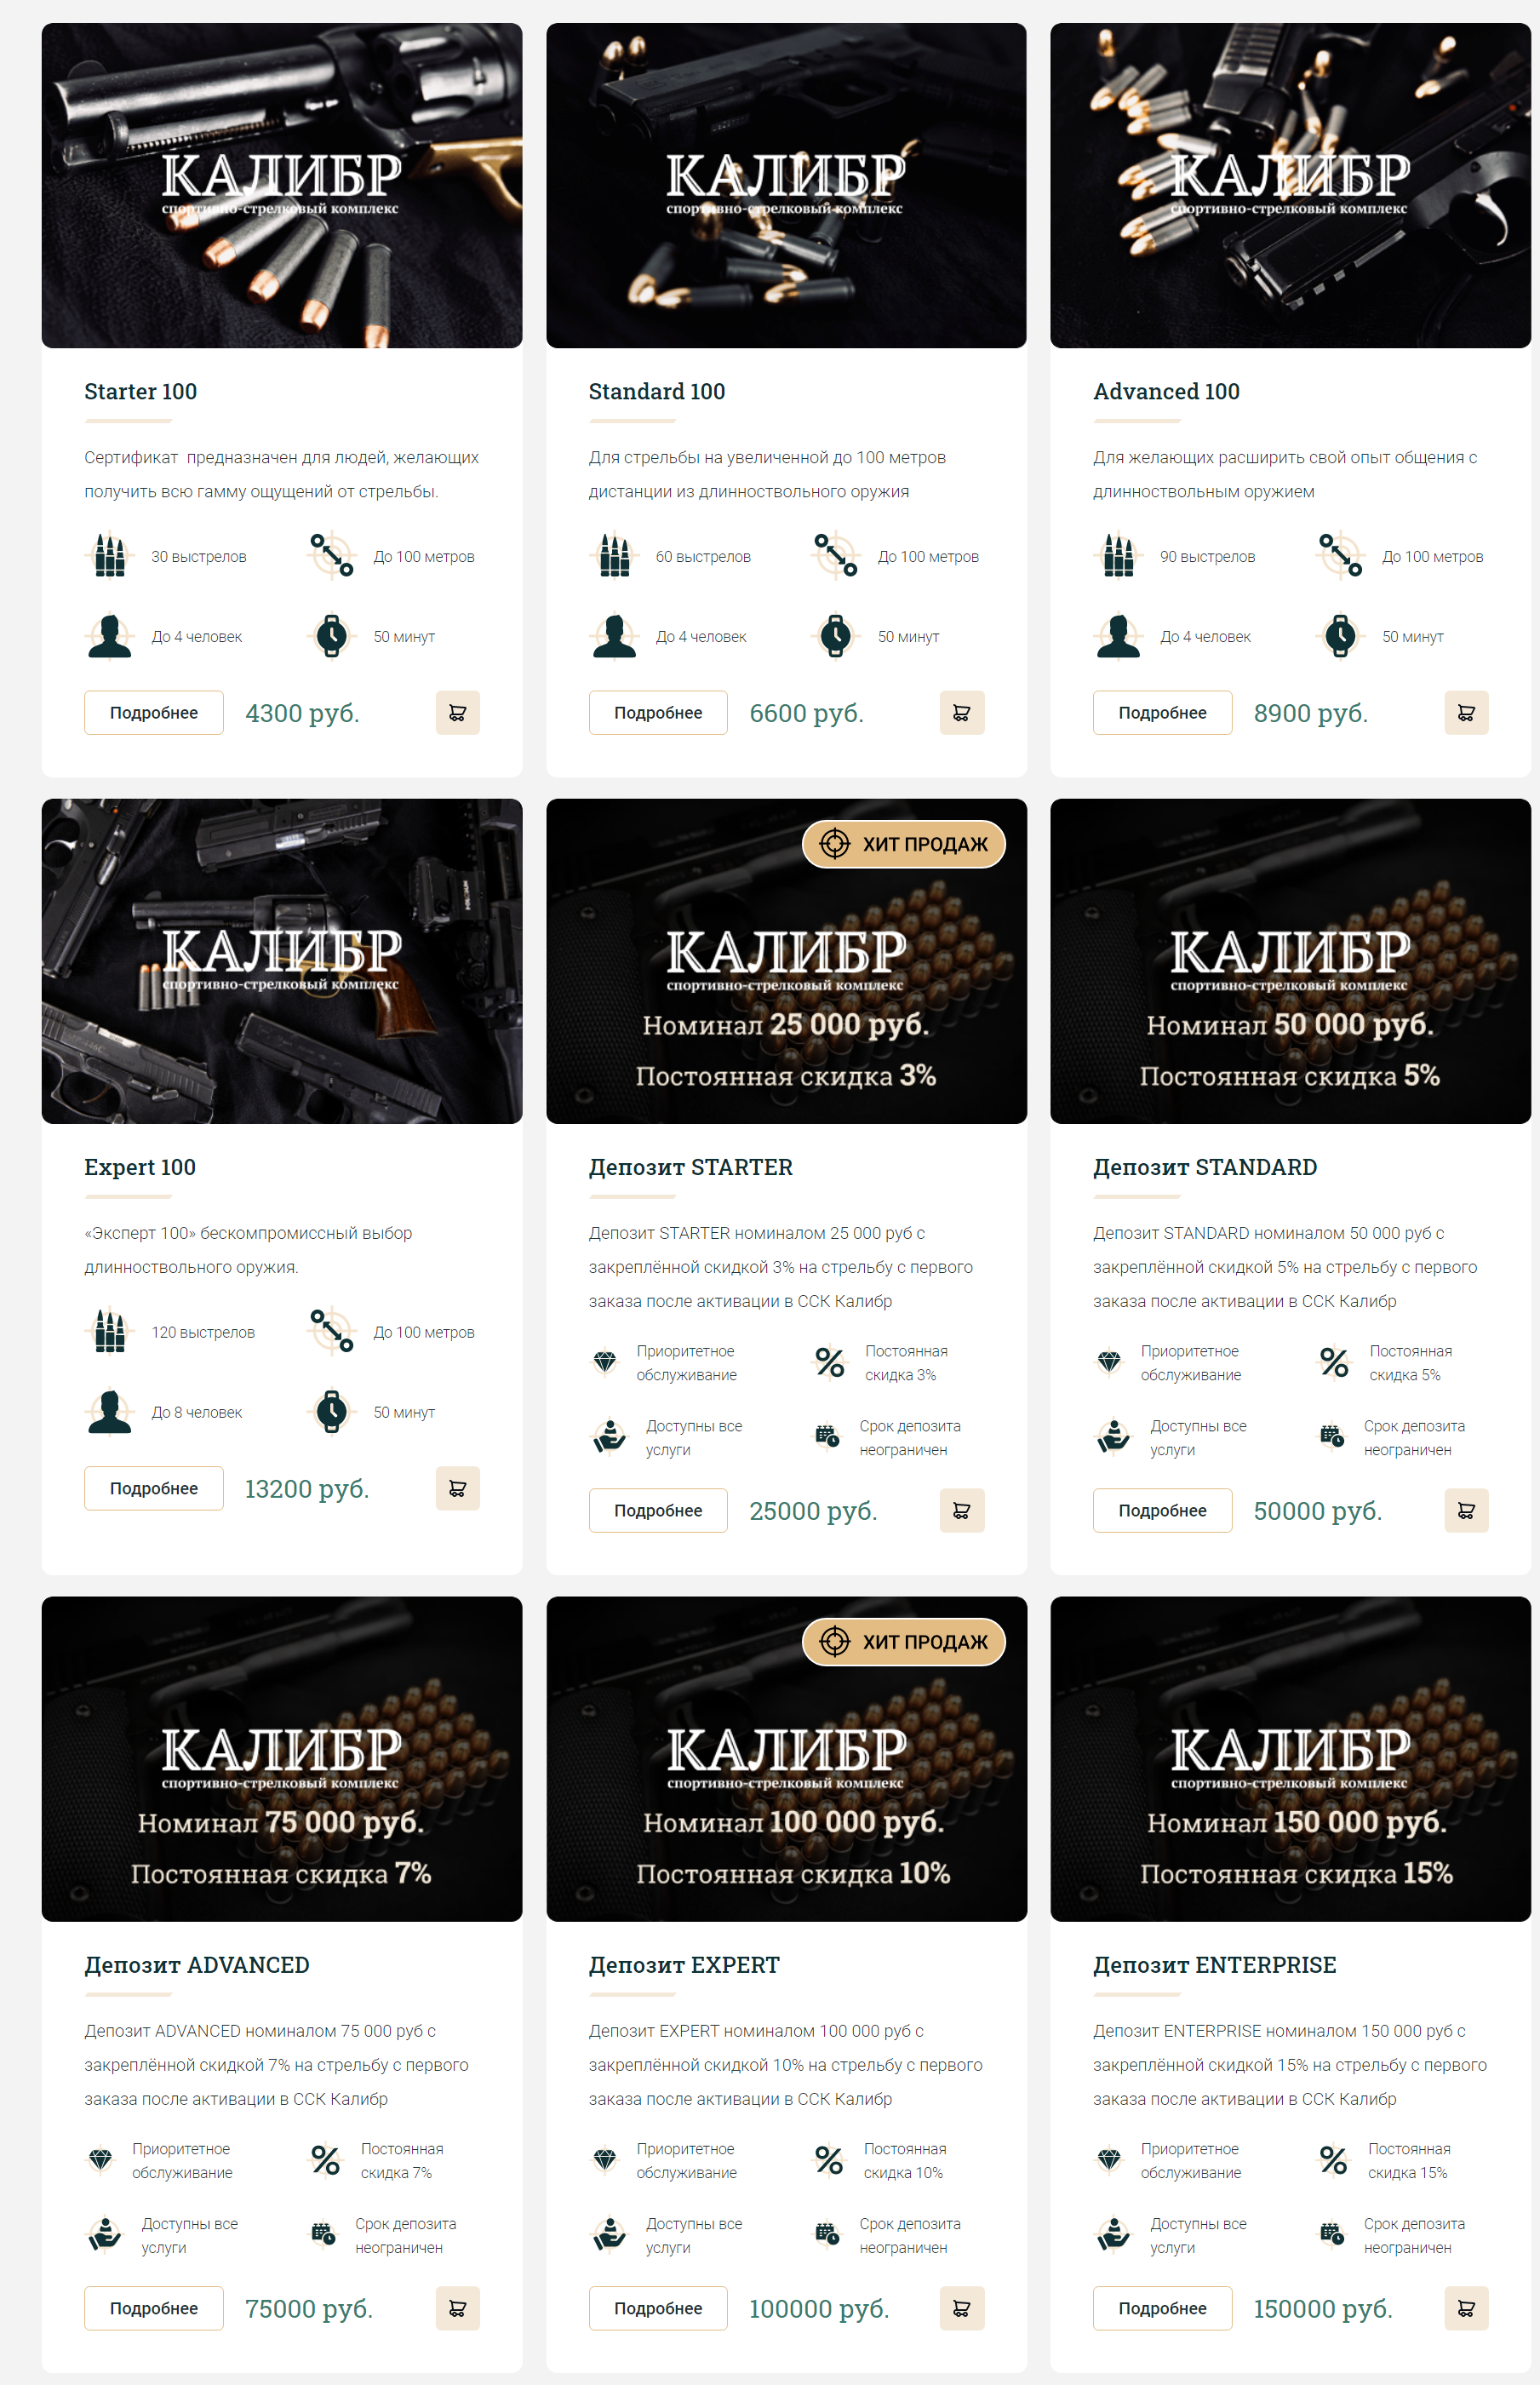 КАЛИБР
спортивно-стрелковый комплекс
Starter 100
Сертификат предназначен для людей, желающих
получить всю гамму ощущений от стрельбы.
30 выстрелов
До 100 метров
До 4 человек
50 минут
Подробнее
4300 руб.
КАЛИБР
спортивно-стрелковый комплекс
Standard 100
Для стрельбы на увеличенной до 100 метров
дистанции из длинноствольного оружия
60 выстрелов
До 100 метров
До 4 человек
50 минут
Подробнее
6600 руб.
КАЛИБР
спортивно-стрелковый комплекс
Advanced 100
Для желающих расширить свой опыт общения с
длинноствольным оружием
90 выстрелов
До 100 метров
До 4 человек
50 минут
Подробнее
8900 руб.
КАЛИБР
спортивно-стрелковый комплекс
Expert 100
«Эксперт 100» бескомпромиссный выбор
длинноствольного оружия.
120 выстрелов
До 100 метров
До 8 человек
50 минут
Подробнее
13200 руб.
ХИТ ПРОДАЖ
КАЛИБР
спортивно-стрелковый комплекс
Номинал 25 000 руб.
Постоянная скидка 3%
Депозит STARTER
Депозит STARTER номиналом 25 000 руб с
закреплённой скидкой 3% на стрельбу с первого
заказа после активации в ССК Калибр
Приоритетное
обслуживание
Постоянная
скидка 3%
Доступны все
услуги
Срок депозита
неограничен
Подробнее
25000 руб.
КАЛИБР
спортивно-стрелковый комплекс
Номинал 50 000 руб.
Постоянная скидка 5%
Депозит STANDARD
Депозит STANDARD номиналом 50 000 руб с
закреплённой скидкой 5% на стрельбу с первого
заказа после активации в ССК Калибр
Приоритетное
обслуживание
Постоянная
скидка 5%
Доступны все
услуги
Срок депозита
неограничен
Подробнее
50000 руб.
КАЛИБР
спортивно-стрелковый комплекс
Номинал 75 000 руб.
Постоянная скидка 7%
Депозит ADVANCED
Депозит ADVANCED номиналом 75 000 руб с
закреплённой скидкой 7% на стрельбу с первого
заказа после активации в ССК Калибр
Приоритетное
обслуживание
Постоянная
скидка 7%
Доступны все
услуги
Срок депозита
неограничен
Подробнее
75000 руб.
ХИТ ПРОДАЖ
КАЛИБР
спортивно-стрелковый комплекс
Номинал 100 000 руб.
Постоянная скидка 10%
Депозит EXPERT
Депозит EXPERT номиналом 100 000 руб с
закреплённой скидкой 10% на стрельбу с первого
заказа после активации в ССК Калибр
Приоритетное
обслуживание
Постоянная
скидка 10%
Доступны все
услуги
Срок депозита
неограничен
Подробнее
100000 руб.
КАЛИБР
спортивно-стрелковый комплекс
Номинал 150 000 руб.
Постоянная скидка 15%
Депозит ENTERPRISE
Депозит ENTERPRISE номиналом 150 000 руб с
закреплённой скидкой 15% на стрельбу с первого
заказа после активации в ССК Калибр
Приоритетное
обслуживание
Постоянная
скидка 15%
Доступны все
услуги
Срок депозита
неограничен
Подробнее
150000 руб.